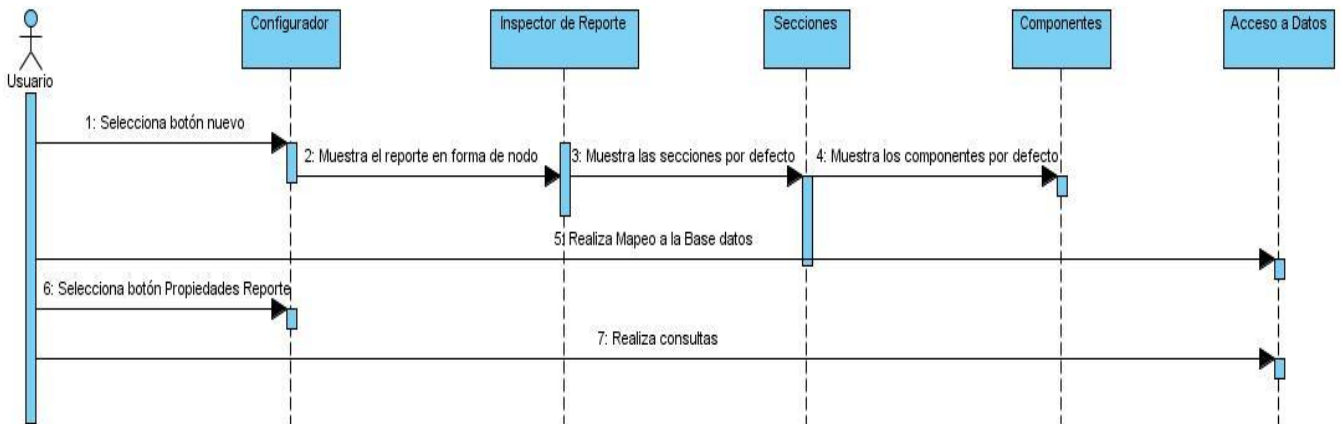 Configurador
Inspector de Reporte
Secciones
Componentes
Acceso a Datos
Usuario
1: Selecciona botón nuevo
2: Muestra el reporte en forma de nodo
3: Muestra las secciones por defecto
4: Muestra los componentes por defecto
5: Realiza Mapeo a la Base datos
6: Selecciona botón Propiedades Reporte
7: Realiza consultas